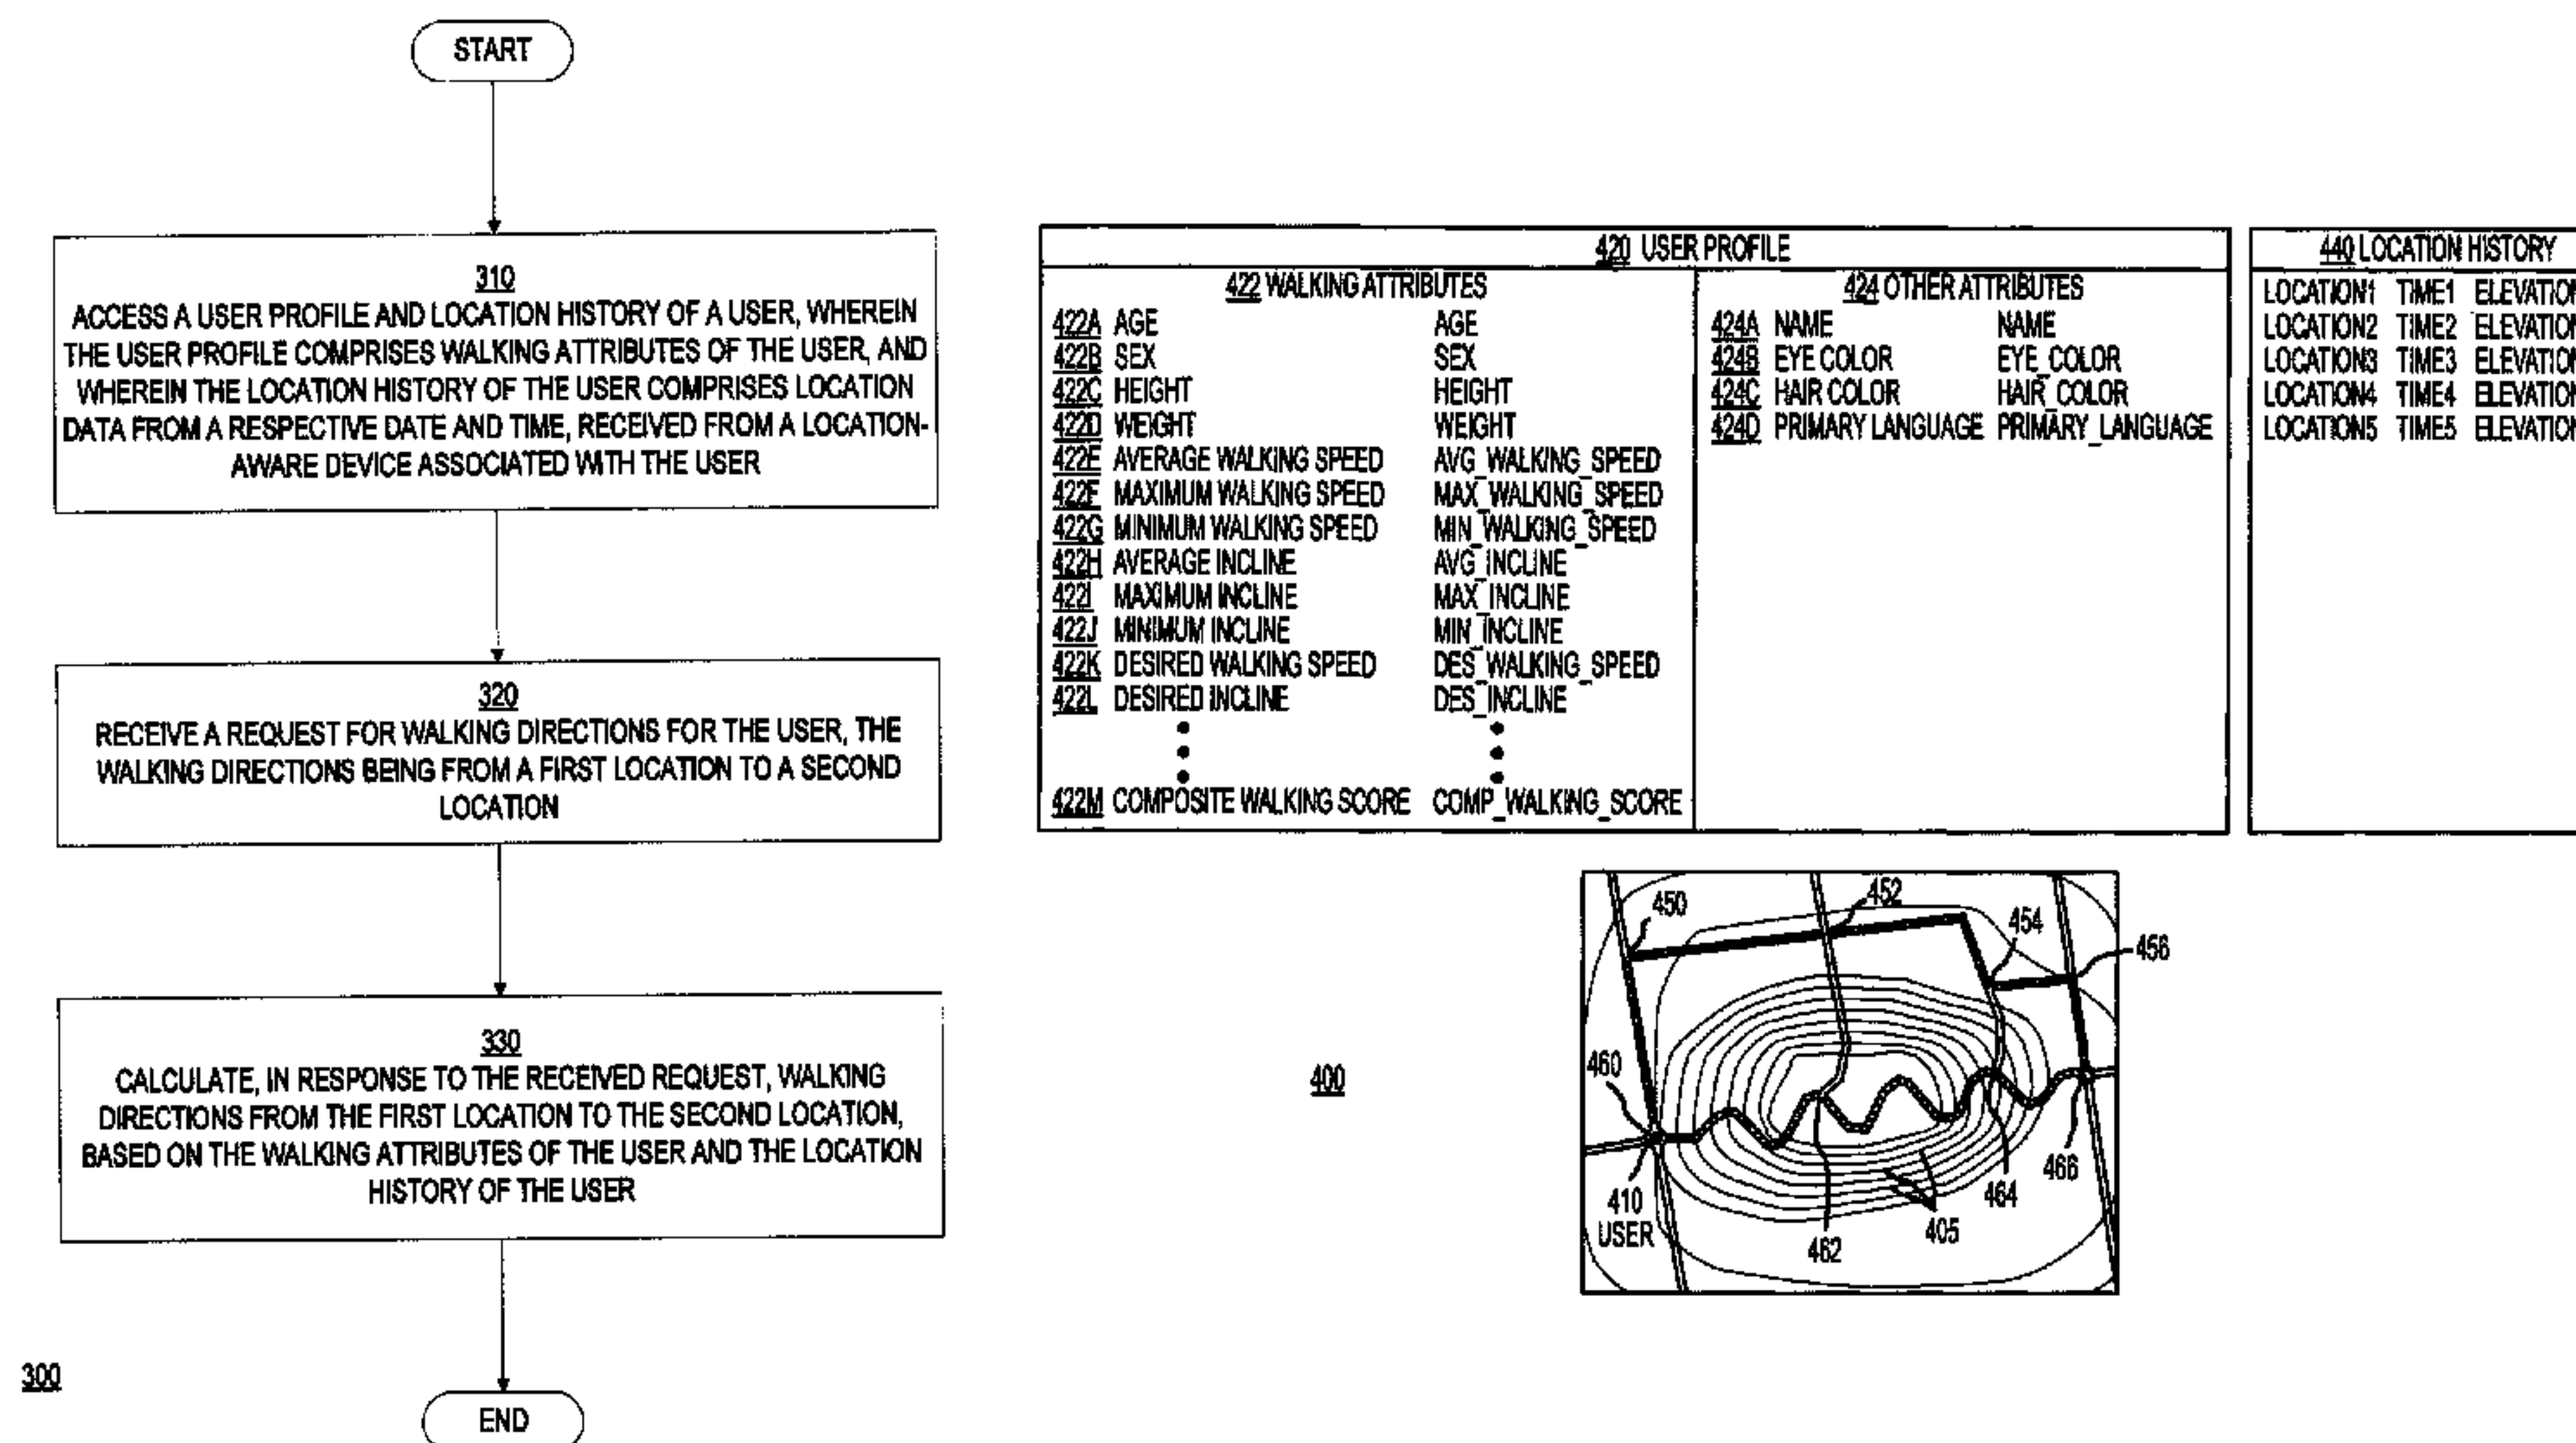 START
310
ACCESS A USER PROFILE AND LOCATION HISTORY OF A USER, WHEREIN
THE USER PROFILE COMPRISES WALKING ATTRIBUTES OF THE USER, AND
WHEREIN THE LOCATION HISTORY OF THE USER COMPRISES LOCATION
DATA FROM A RESPECTIVE DATE AND TIME, RECEIVED FROM A LOCATION-
AWARE DEVICE ASSOCIATED WITH THE USER
320
RECEIVE A REQUEST FOR WALKING DIRECTIONS FOR THE USER, THE
WALKING DIRECTIONS BEING FROM A FIRST LOCATION TO A SECOND
LOCATION
330
CALCULATE, IN RESPONSE TO THE RECEIVED REQUEST, WALKING
DIRECTIONS FROM THE FIRST LOCATION TO THE SECOND LOCATION,
BASED ON THE WALKING ATTRIBUTES OF THE USER AND THE LOCATION
HISTORY OF THE USER
300
END
420 USER PROFILE
422 WALKING ATTRIBUTES
422A AGE AGE
422B SEX SEX
422C HEIGHT HEIGHT
422D WEIGHT WEIGHT
422E AVERAGE WALKING SPEED AVG_WALKING_SPEED
422F MAXIMUM WALKING SPEED MAX_WALKING_SPEED
422G MINIMUM WALKING SPEED MIN_WALKING_SPEED
422H AVERAGE INCLINE AVG_INCLINE
422I MAXIMUM INCLINE MAX_INCLINE
422J MINIMUM INCLINE MIN_INCLINE
422K DESIRED WALKING SPEED DES_WALKING_SPEED
422L DESIRED INCLINE DES_INCLINE
422M COMPOSITE WALKING SCORE COMP_WALKING_SCORE
424 OTHER ATTRIBUTES
424A NAME NAME
424B EYE COLOR EYE_COLOR
424C HAIR COLOR HAIR_COLOR
424D PRIMARY LANGUAGE PRIMARY_LANGUAGE
440 LOCATION HISTORY
LOCATION1 TIME1
LOCATION2 TIME2
LOCATION3 TIME3
LOCATION4 TIME4
LOCATION5 TIME5
400
450
452
454
456
460
410
USER
462
405
464
466